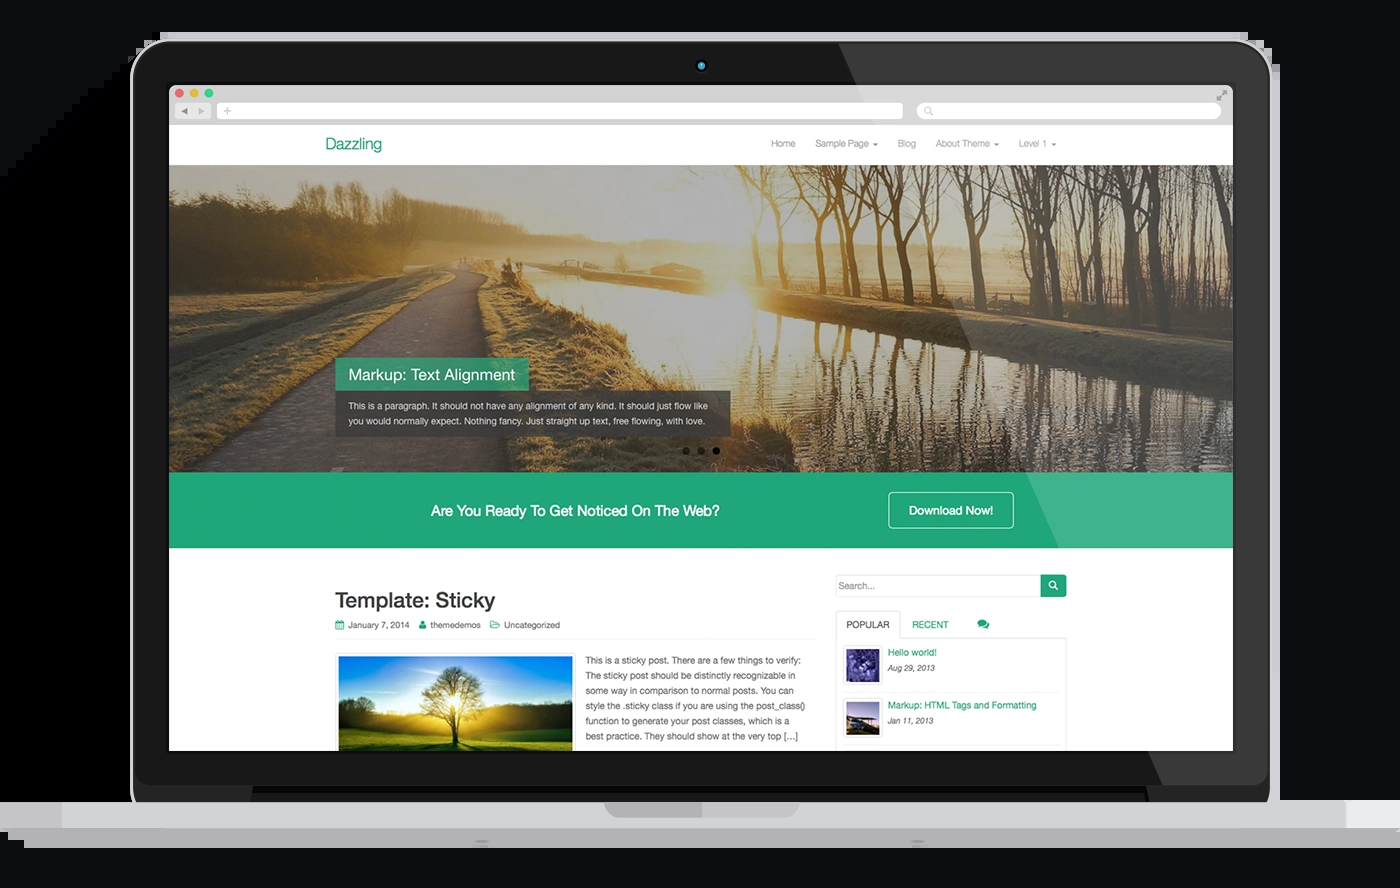 Dazzling
Home Sample Page Blog About Theme Level 1
Markup: Text Alignment
This is a paragraph. It should not have any alignment of any kind. It should just flow like
you would normally expect. Nothing fancy. Just straight up text, free flowing, with love.
Are You Ready To Get Noticed On The Web?
Download Now!
Template: Sticky
January 7, 2014 themedemos Uncategorized
This is a sticky post. There are a few things to verify:
The sticky post should be distinctly recognizable in
some way in comparison to normal posts. You can
style the .sticky class if you are using the post_class()
function to generate your post classes, which is a
best practice. They should show at the very top [...]
Search...
POPULAR RECENT
Hello world!
Aug 29, 2013
Markup: HTML Tags and Formatting
Jan 11, 2013